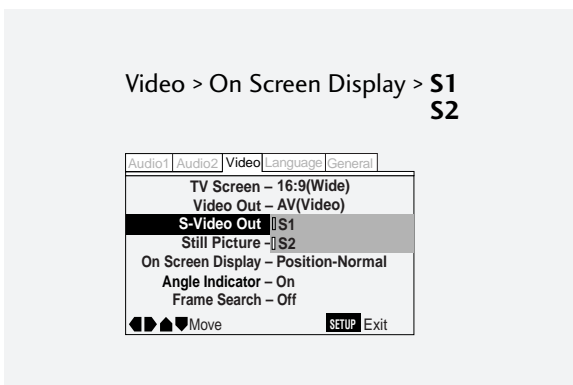 Video > On Screen Display > S1
S2
Audio1 Audio2 Video Language General
TV Screen – 16:9(Wide)
Video Out – AV(Video)
S-Video Out S1
Still Picture - S2
On Screen Display – Position-Normal
Angle Indicator – On
Frame Search – Off
Move SETUP Exit